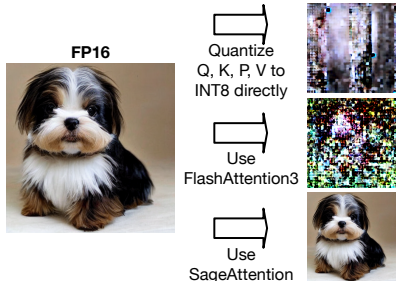 FP16
Quantize
Q, K, P, V to
INT8 directly
Use
FlashAttention3
Use
SageAttention